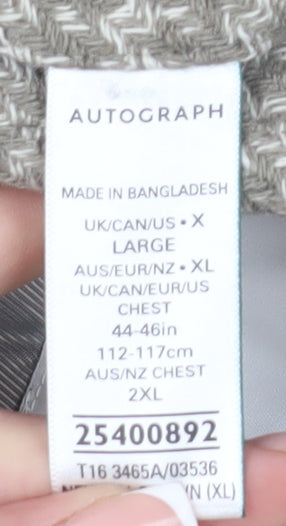 AUTOGRAPH
MADE IN BANGLADESH
UK/CAN/US • X
LARGE
AUS/EUR/NZ • XL
UK/CAN/EUR/US
CHEST
44-46in
112-117cm
AUS/NZ CHEST
2XL
25400892
T16 3465A/03536
(XL)